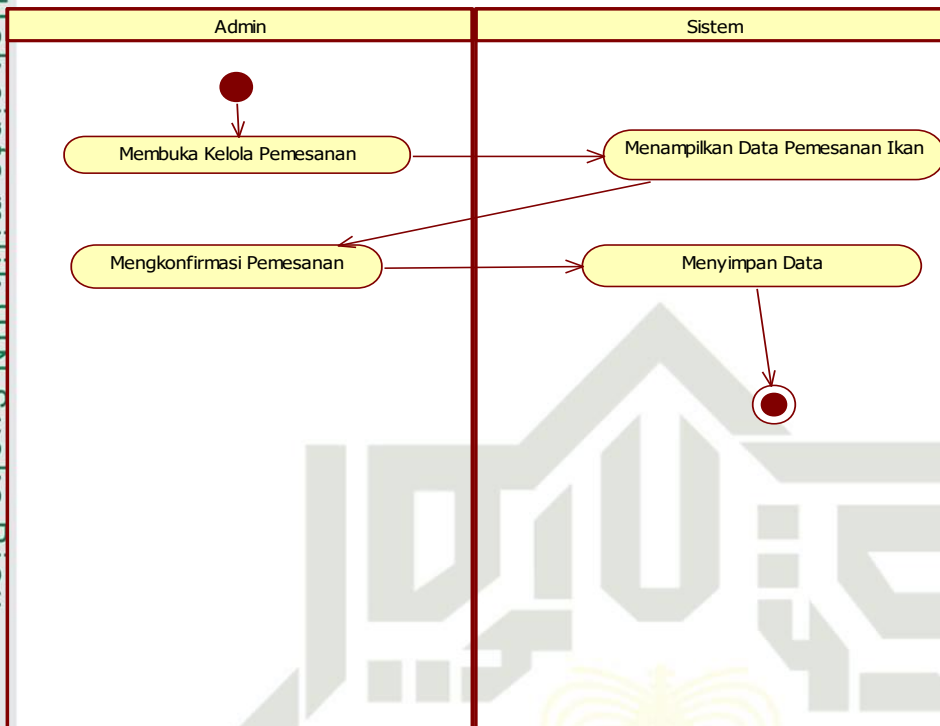 Admin
Sistem
Membuka Kelola Pemesanan
Menampilkan Data Pemesanan Ikan
Mengkonfirmasi Pemesanan
Menyimpan Data